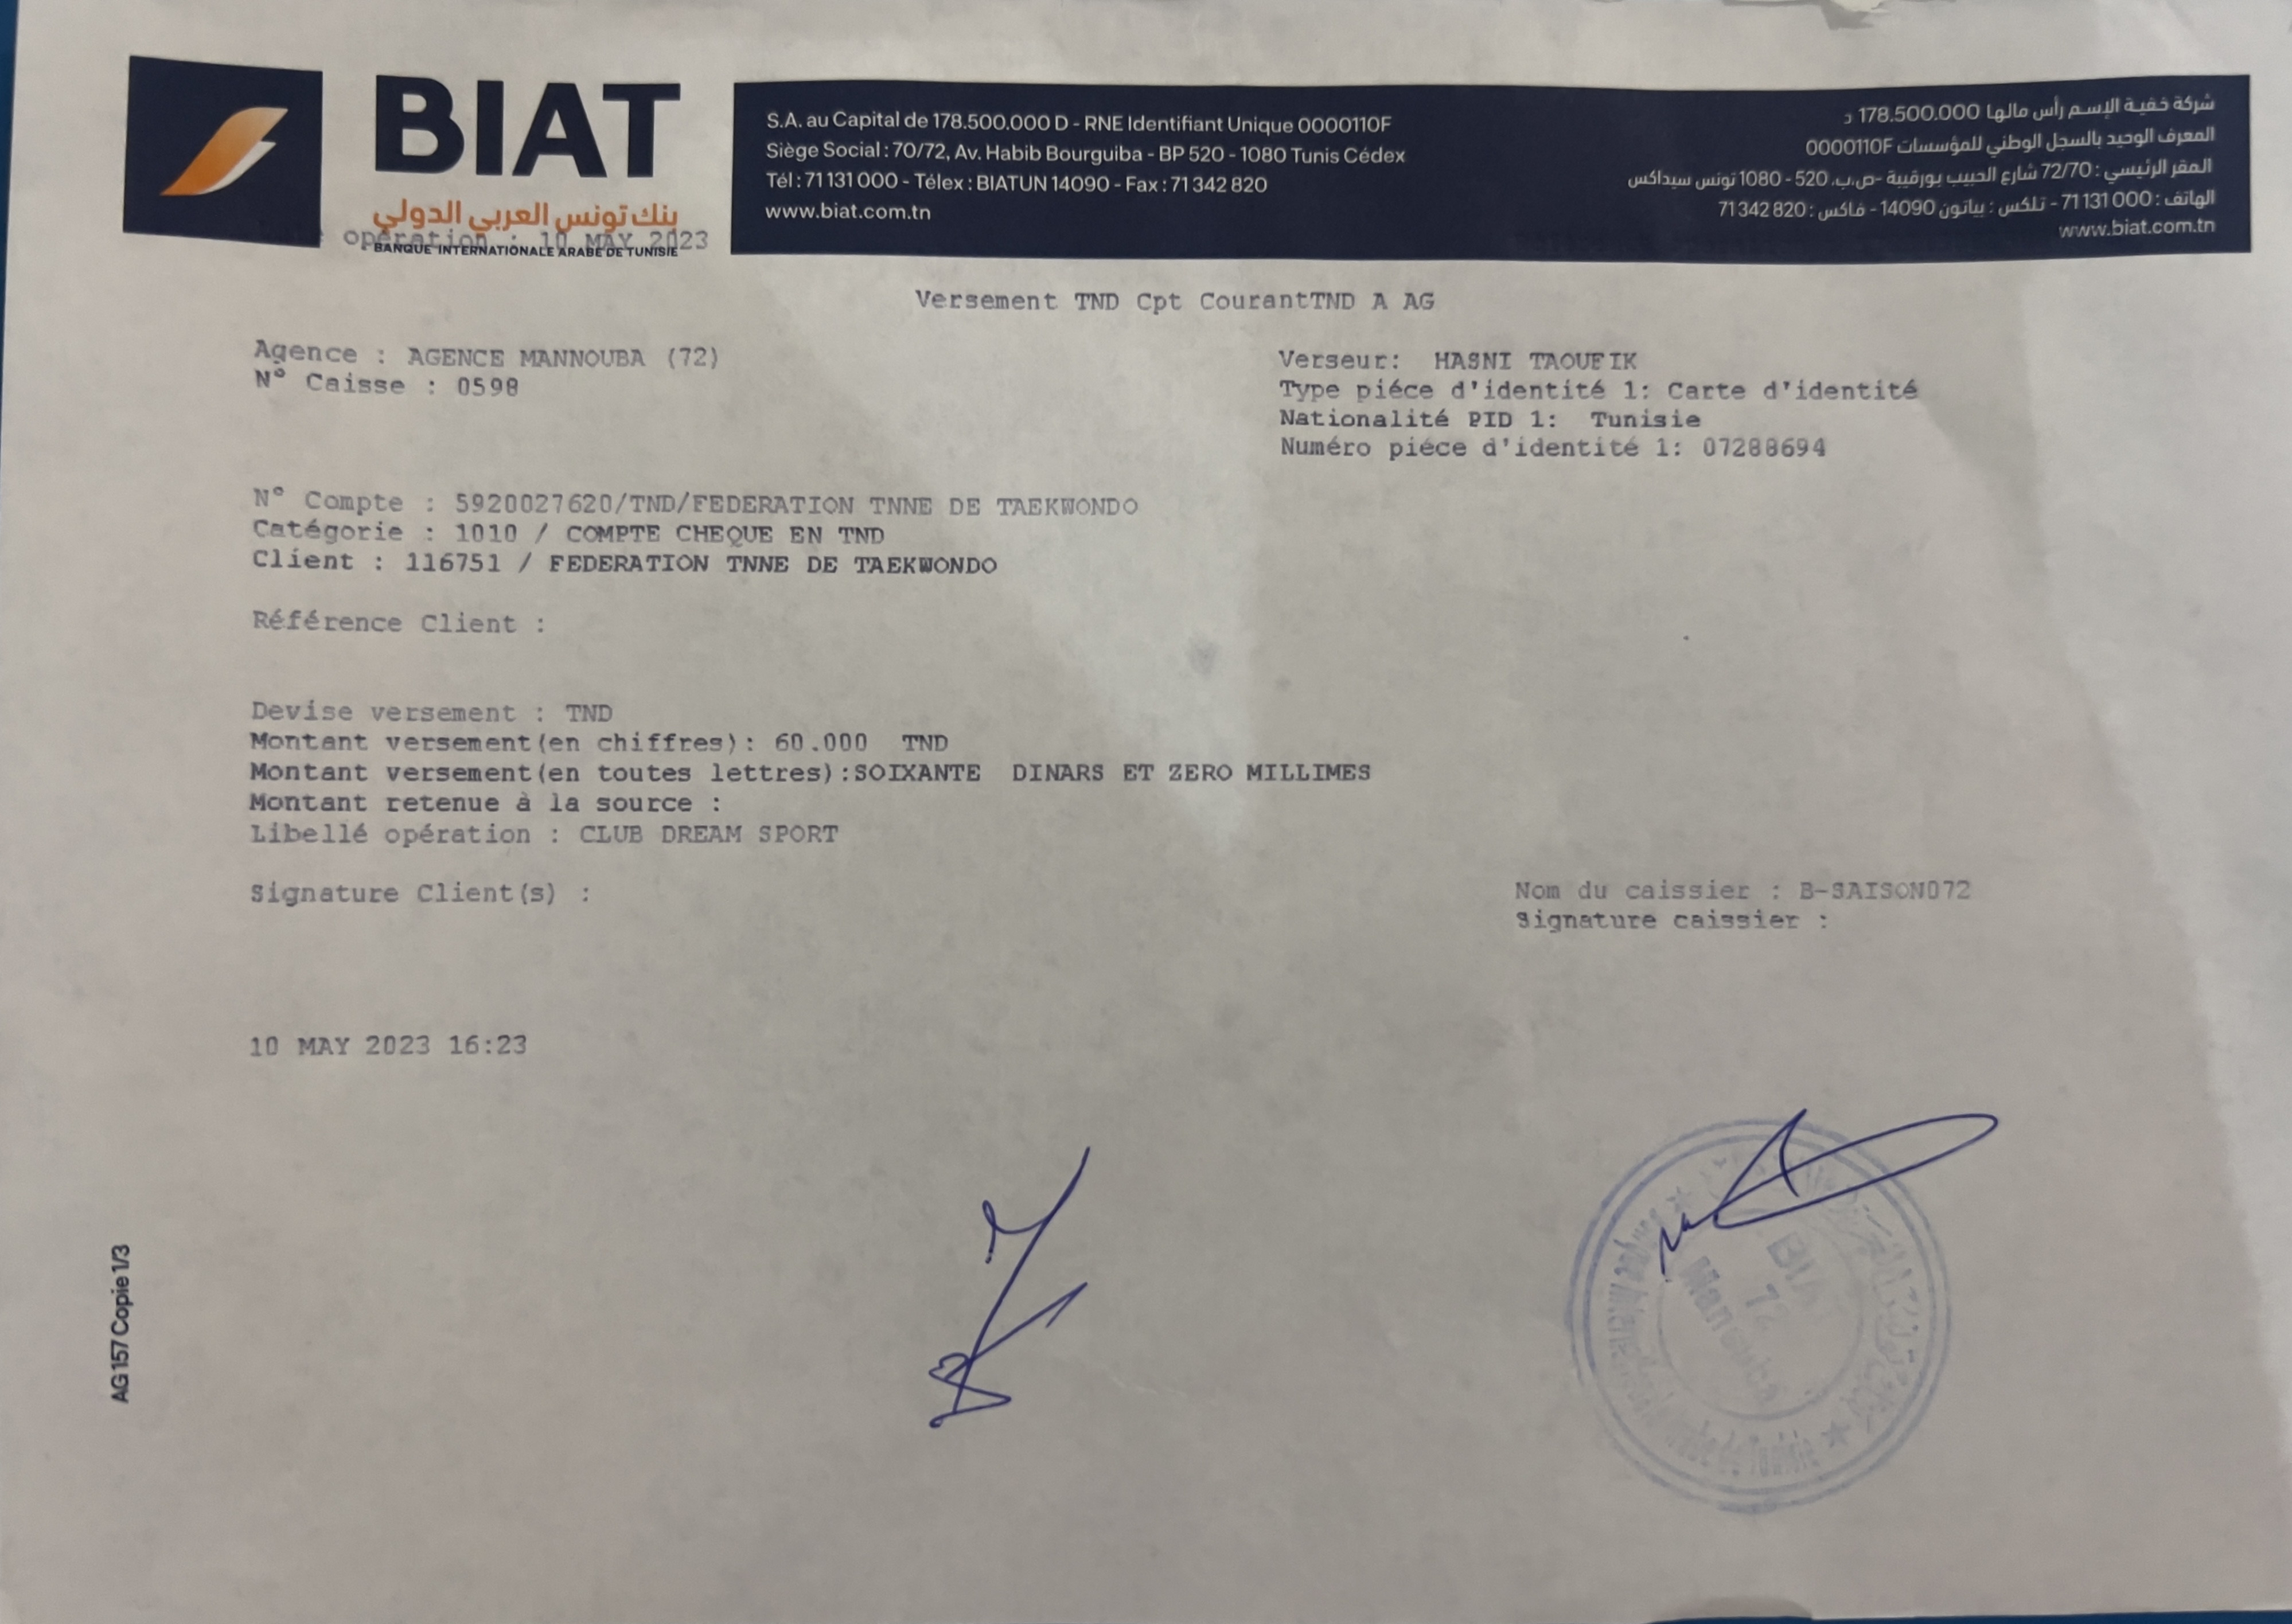 BIAT
بنك تونس العربي الدولي
BANQUE INTERNATIONALE ARABE DE TUNISIE
opération : 10 MAY 2023
S.A. au Capital de 178.500.000 D - RNE Identifiant Unique 0000110F
Siège Social : 70/72, Av. Habib Bourguiba - BP 520 - 1080 Tunis Cédex
Tél : 71 131 000 - Télex : BIATUN 14090 - Fax : 71 342 820
www.biat.com.tn
شركة خفية الإسم رأس مالها 178.500.000 د
المعرف الوحيد بالسجل الوطني للمؤسسات 0000110F
المقر الرئيسي : 72/70 شارع الحبيب بورقيبة -ص.ب. 520 - 1080 تونس سيداكس
الهاتف : 71 131 000 - تلكس : بياتون 14090 - فاكس : 71 342 820
www.biat.com.tn
Versement TND Cpt CourantTND A AG
Agence : AGENCE MANNOUBA (72)
N° Caisse : 0598
Verseur: HASNI TAOUFIK
Type piéce d'identité 1: Carte d'identité
Nationalité PID 1: Tunisie
Numéro piéce d'identité 1: 07288694
N° Compte : 5920027620/TND/FEDERATION TNNE DE TAEKWONDO
Catégorie : 1010 / COMPTE CHEQUE EN TND
Client : 116751 / FEDERATION TNNE DE TAEKWONDO
Référence Client :
Devise versement : TND
Montant versement(en chiffres): 60.000 TND
Montant versement(en toutes lettres):SOIXANTE DINARS ET ZERO MILLIMES
Montant retenue à la source :
Libellé opération : CLUB DREAM SPORT
Signature Client(s) :
Nom du caissier : B-SAISON072
Signature caissier :
10 MAY 2023 16:23
AG 157 Copie 1/3
BIAT
Manouba
de Tunisie